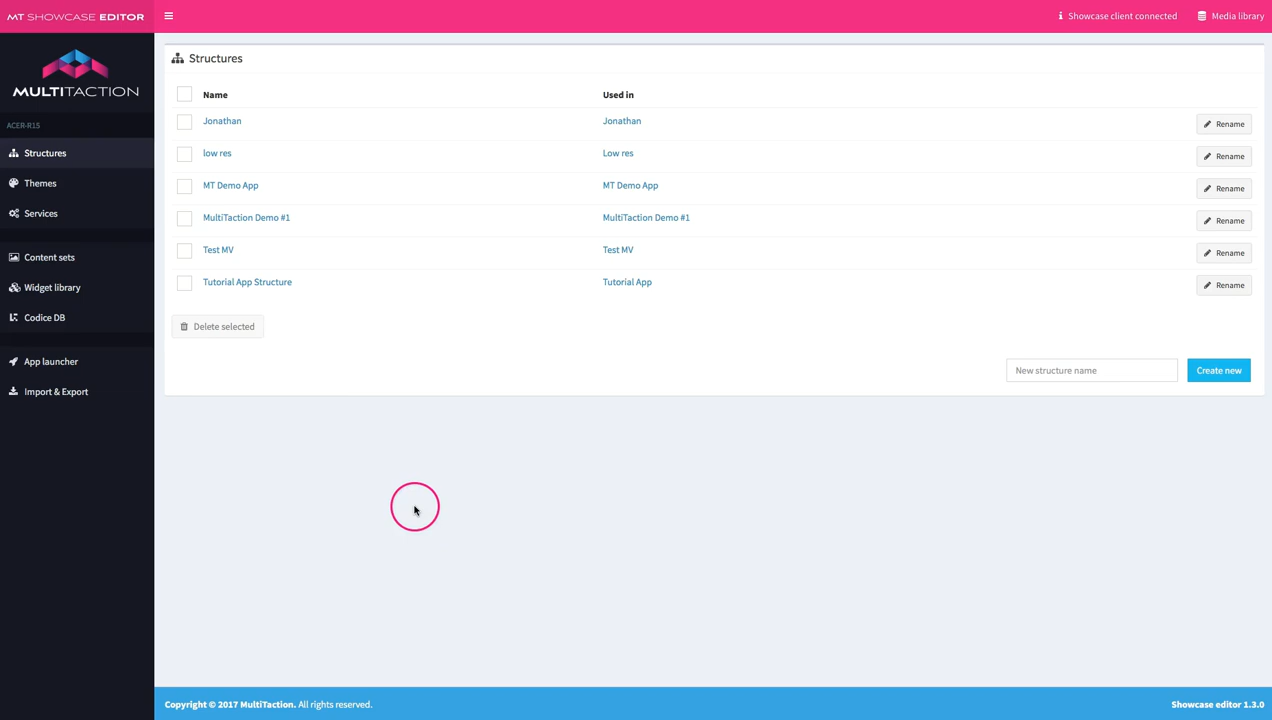 MT SHOWCASE EDITOR
Showcase client connected
Media library
MULTITACTION
ACER-R15
Structures
Themes
Services
Content sets
Widget library
Codice DB
App launcher
Import & Export
Structures
Name Used in
Jonathan Jonathan Rename
low res Low res Rename
MT Demo App MT Demo App Rename
MultiTaction Demo #1 MultiTaction Demo #1 Rename
Test MV Test MV Rename
Tutorial App Structure Tutorial App Rename
Delete selected
New structure name Create new
Copyright © 2017 MultiTaction. All rights reserved. Showcase editor 1.3.0